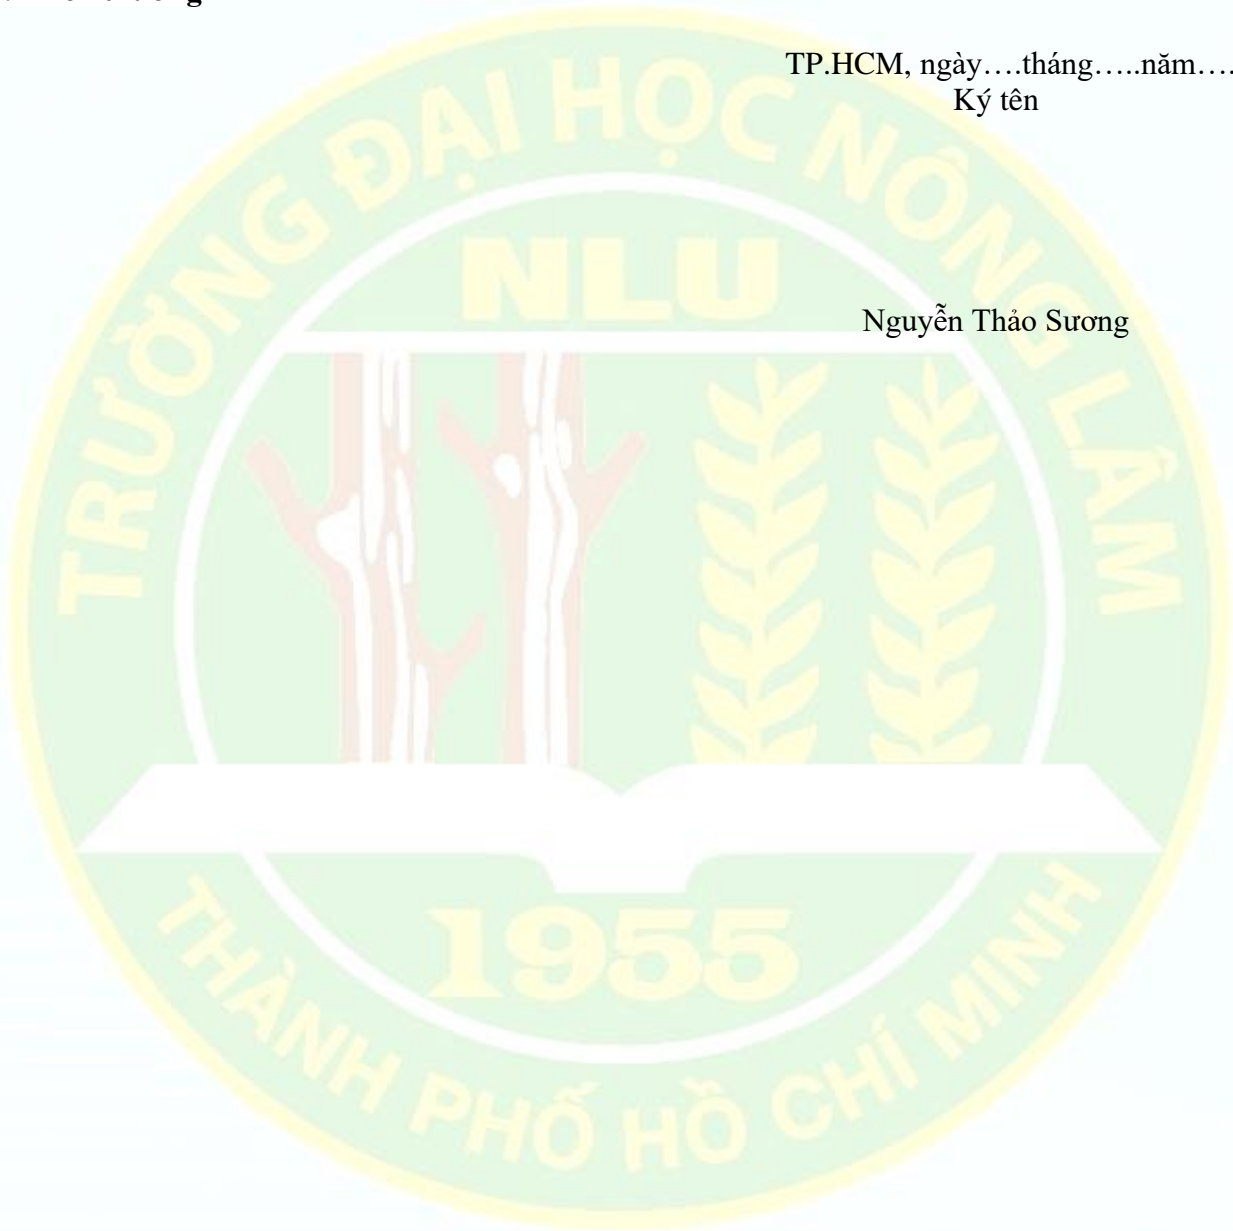 TP.HCM, ngày….tháng…..năm….
Ký tên
Nguyễn Thảo Sương
TRƯỜNG ĐẠI HỌC NÔNG LÂM
NLU
1955
THÀNH PHỐ HỒ CHÍ MINH